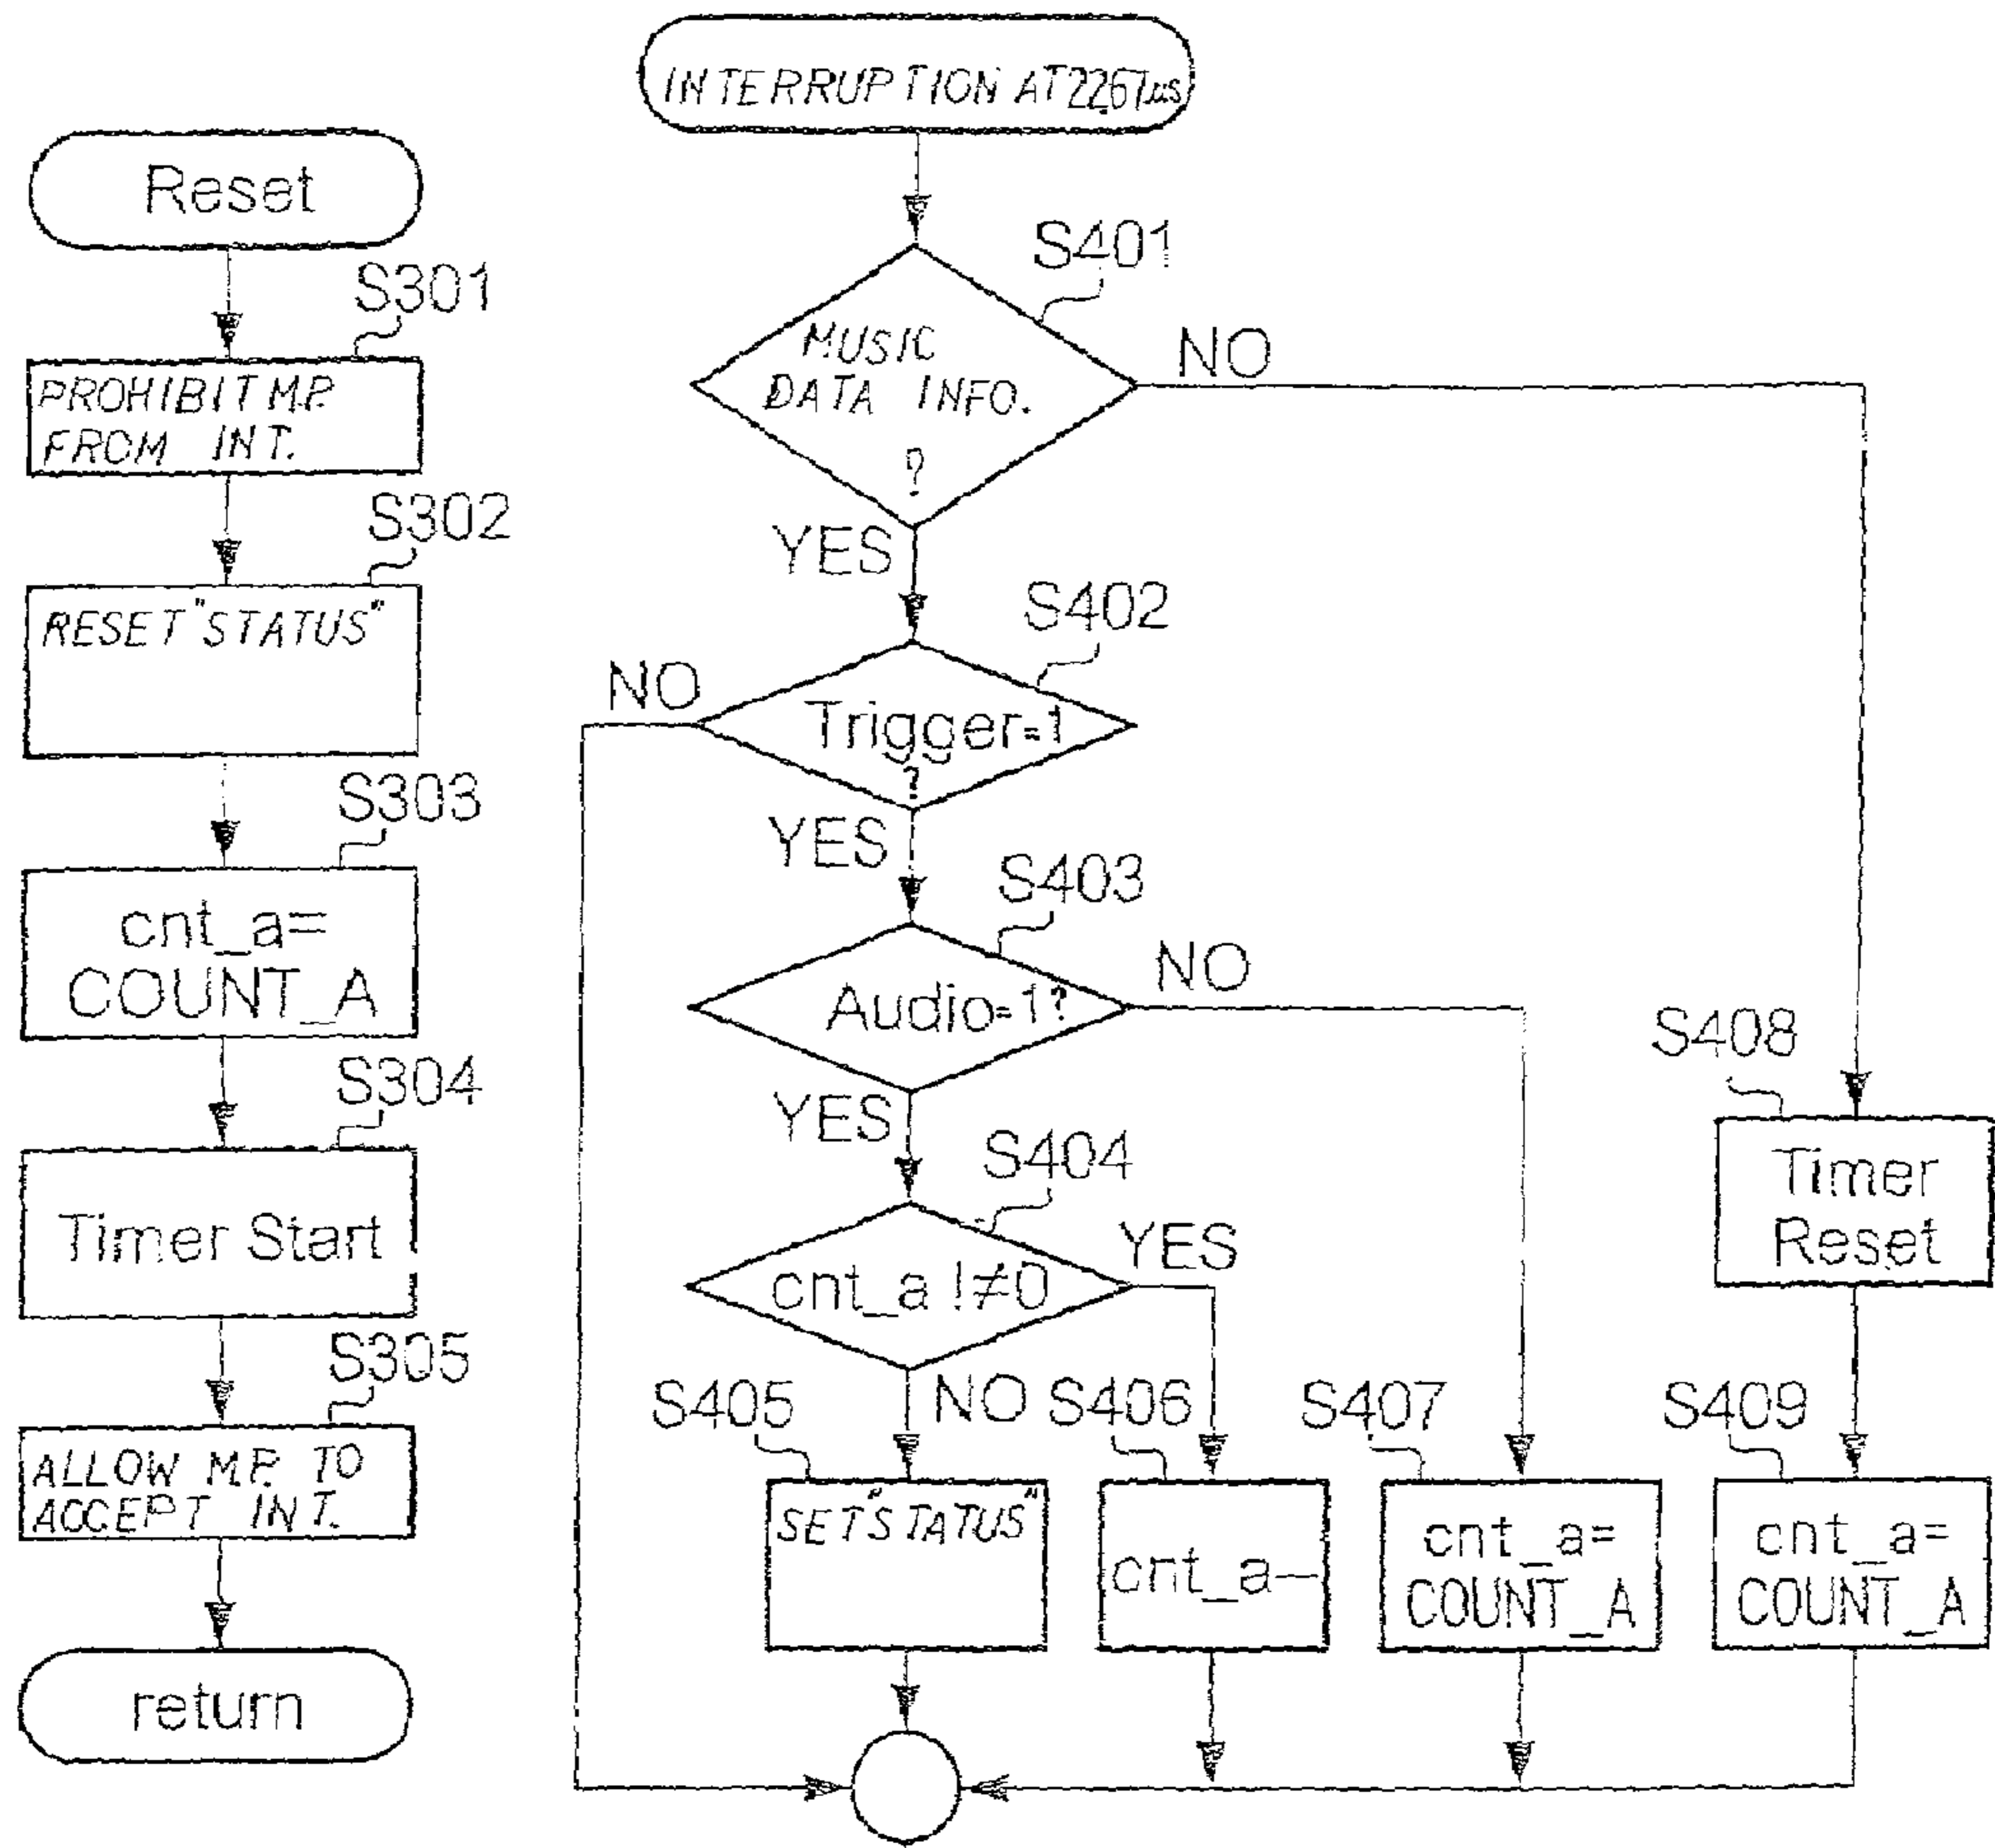 Reset
S301
PROHIBIT M.P.
FROM INT.
S302
RESET "STATUS"
S303
cnt_a=
COUNT_A
S304
Timer Start
S305
ALLOW M.P. TO
ACCEPT INT.
return
INTERRUPTION AT 22.67µs
S401
MUSIC
DATA INFO.
?
NO
YES
S402
NO
Trigger=1
?
YES
S403
Audio=1?
NO
YES
S404
cnt_a !≠0
YES
NO
S405
SET "STATUS"
S406
cnt_a—
S407
cnt_a=
COUNT_A
S408
Timer
Reset
S409
cnt_a=
COUNT_A